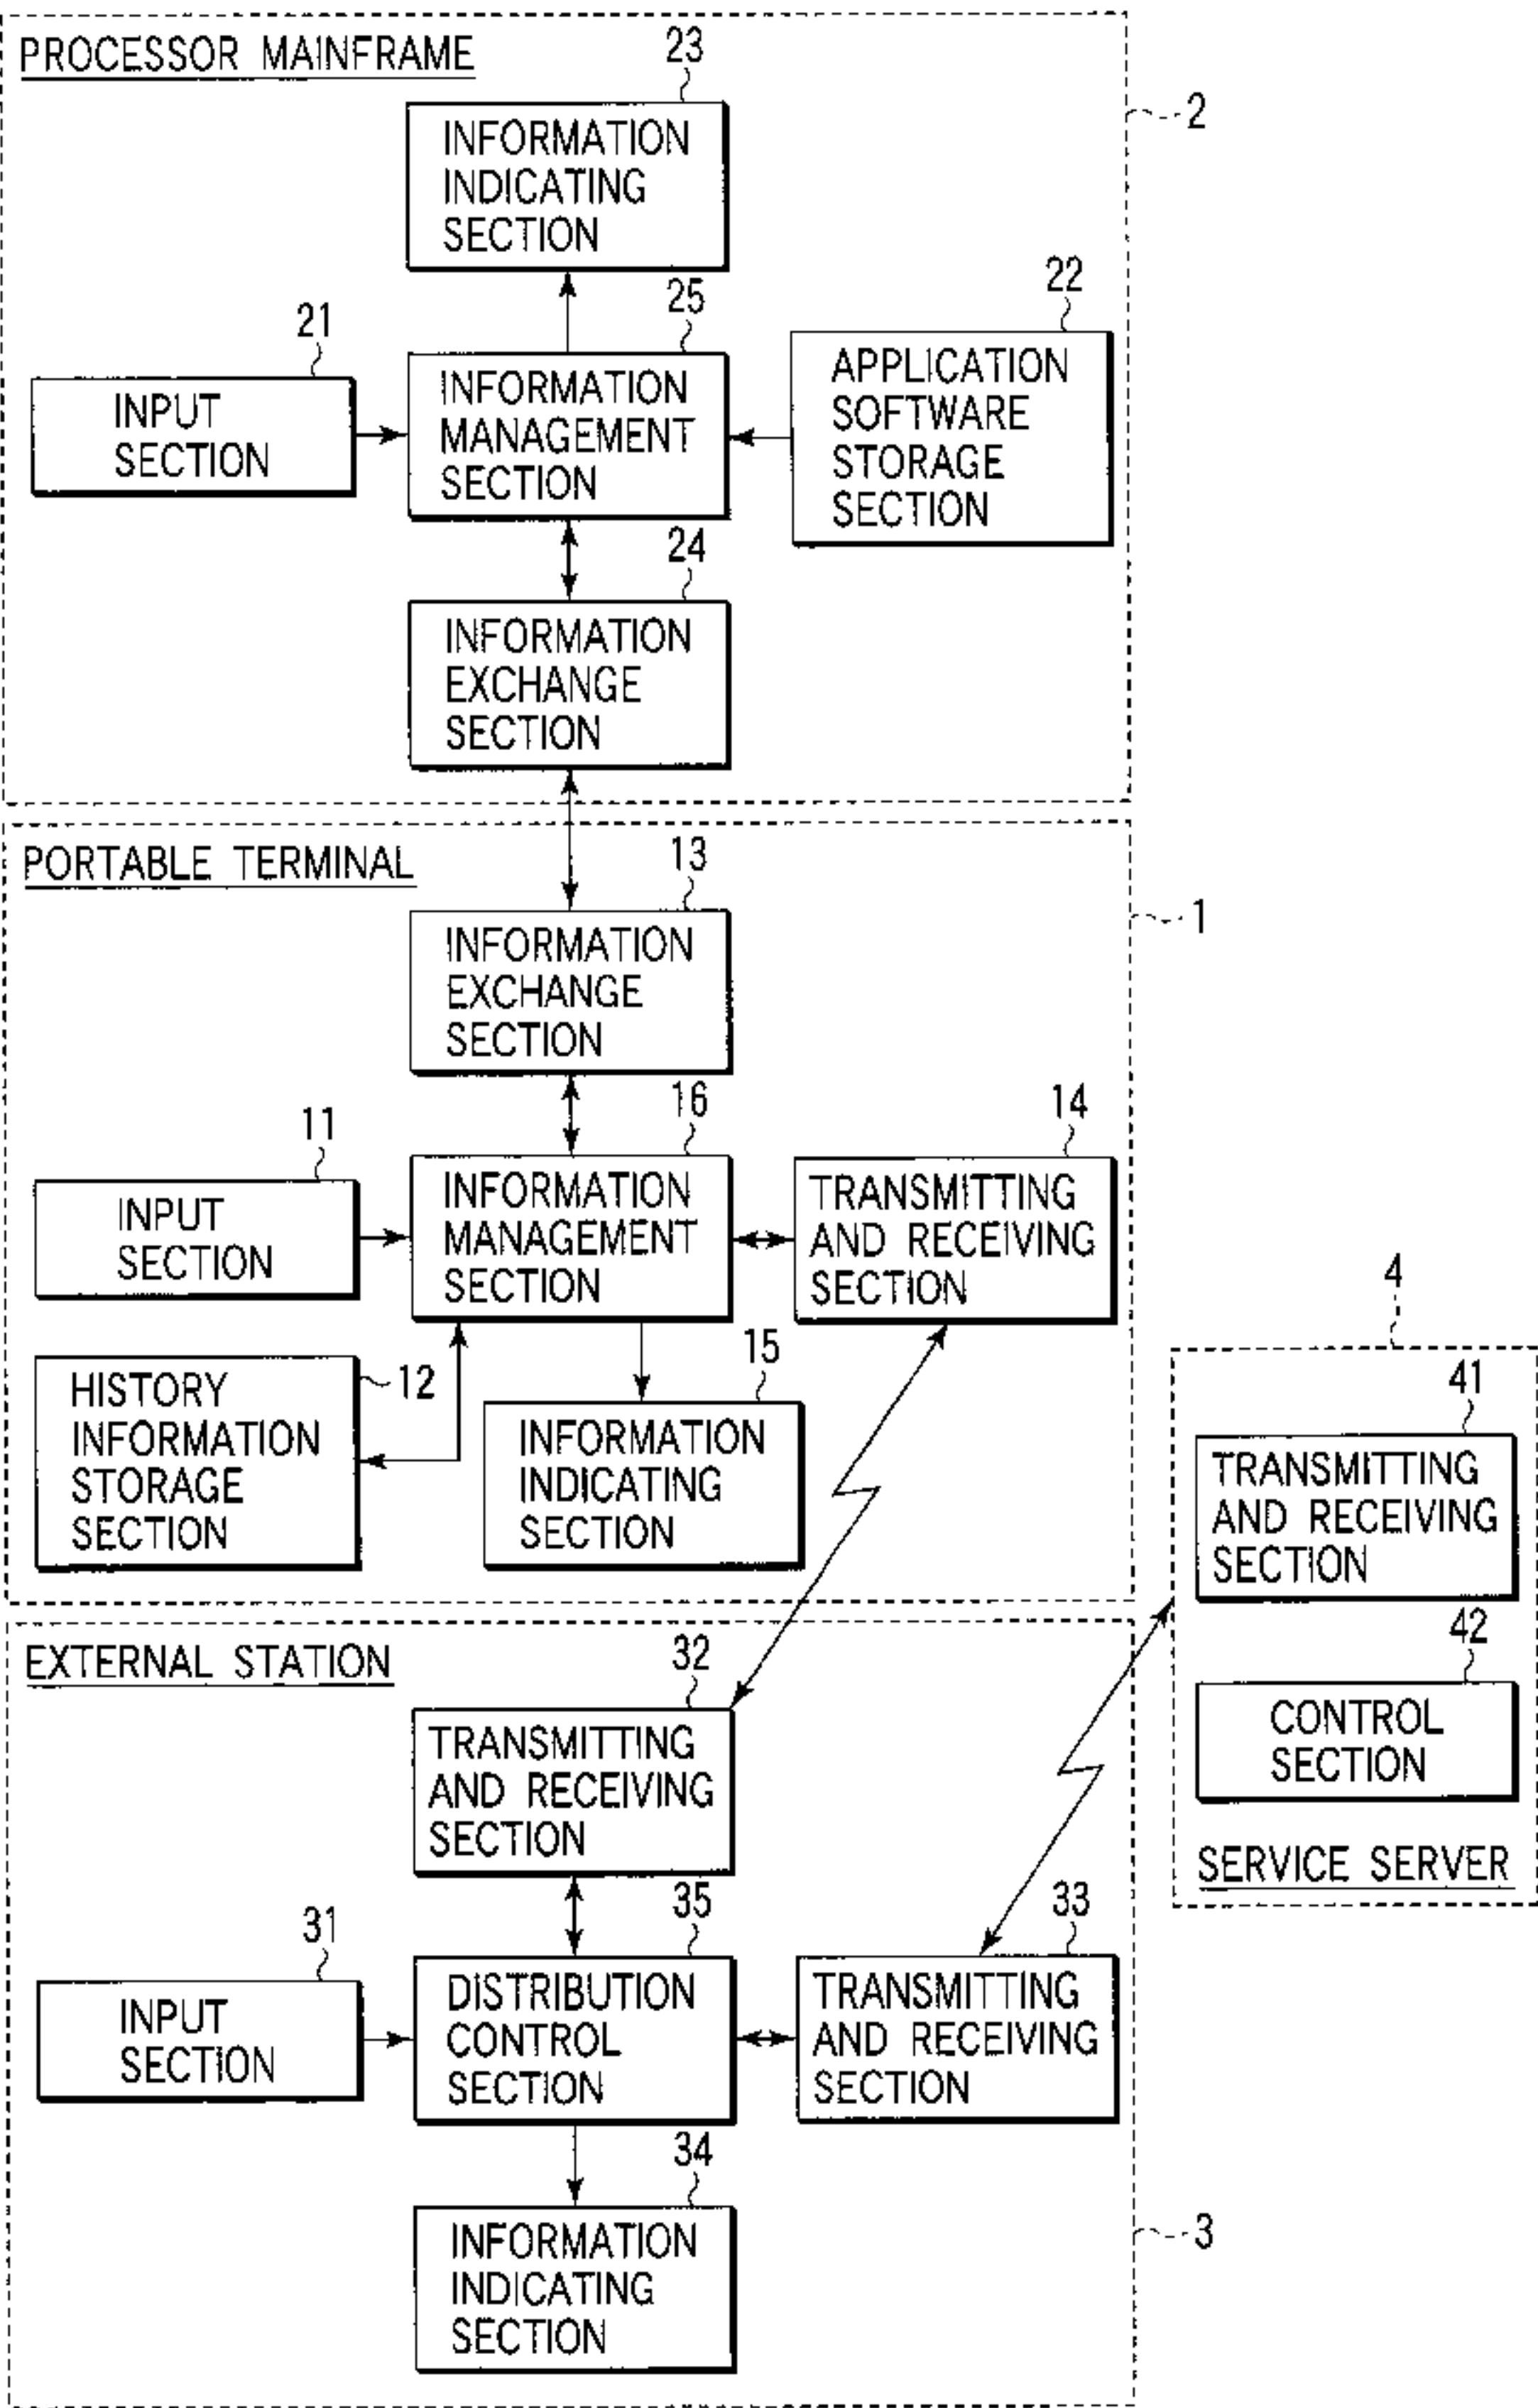 PROCESSOR MAINFRAME
2
23
INFORMATION
INDICATING
SECTION
21
INPUT
SECTION
25
INFORMATION
MANAGEMENT
SECTION
22
APPLICATION
SOFTWARE
STORAGE
SECTION
24
INFORMATION
EXCHANGE
SECTION
PORTABLE TERMINAL
1
13
INFORMATION
EXCHANGE
SECTION
11
INPUT
SECTION
16
INFORMATION
MANAGEMENT
SECTION
14
TRANSMITTING
AND RECEIVING
SECTION
12
HISTORY
INFORMATION
STORAGE
SECTION
15
INFORMATION
INDICATING
SECTION
4
41
TRANSMITTING
AND RECEIVING
SECTION
42
CONTROL
SECTION
SERVICE SERVER
EXTERNAL STATION
32
TRANSMITTING
AND RECEIVING
SECTION
31
INPUT
SECTION
35
DISTRIBUTION
CONTROL
SECTION
33
TRANSMITTING
AND RECEIVING
SECTION
34
INFORMATION
INDICATING
SECTION
3